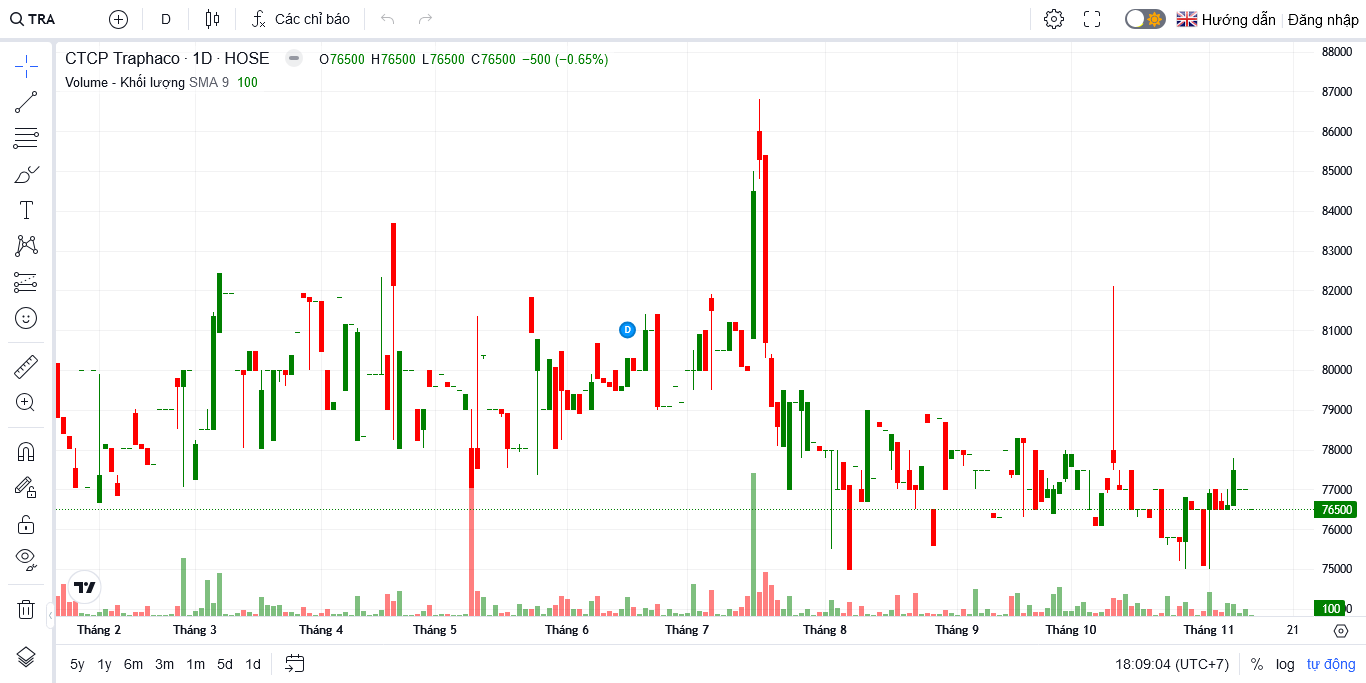 TRA D Các chỉ báo Hướng dẫn Đăng nhập
CTCP Traphaco · 1D · HOSE O76500 H76500 L76500 C76500 −500 (−0.65%)
Volume - Khối lượng SMA 9 100
88000
87000
86000
85000
84000
83000
82000
81000
80000
79000
78000
77000
76500
76000
75000
100
D
Tháng 2 Tháng 3 Tháng 4 Tháng 5 Tháng 6 Tháng 7 Tháng 8 Tháng 9 Tháng 10 Tháng 11 21
5y 1y 6m 3m 1m 5d 1d 18:09:04 (UTC+7) % log tự động